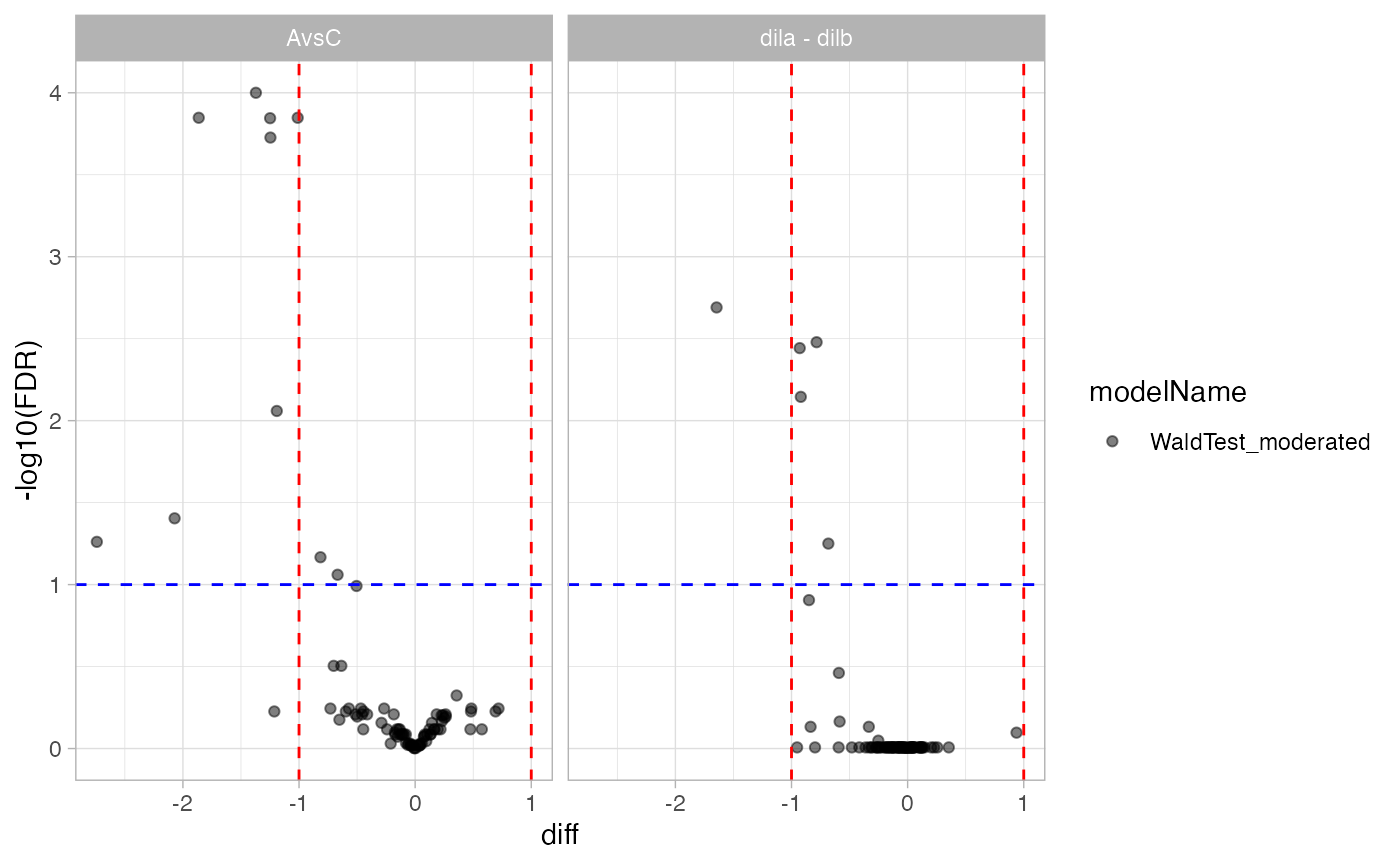 AvsC
dila - dilb
4
3
2
1
0
-log10(FDR)
-2
-1
0
1
-2
-1
0
1
diff
modelName
WaldTest_moderated